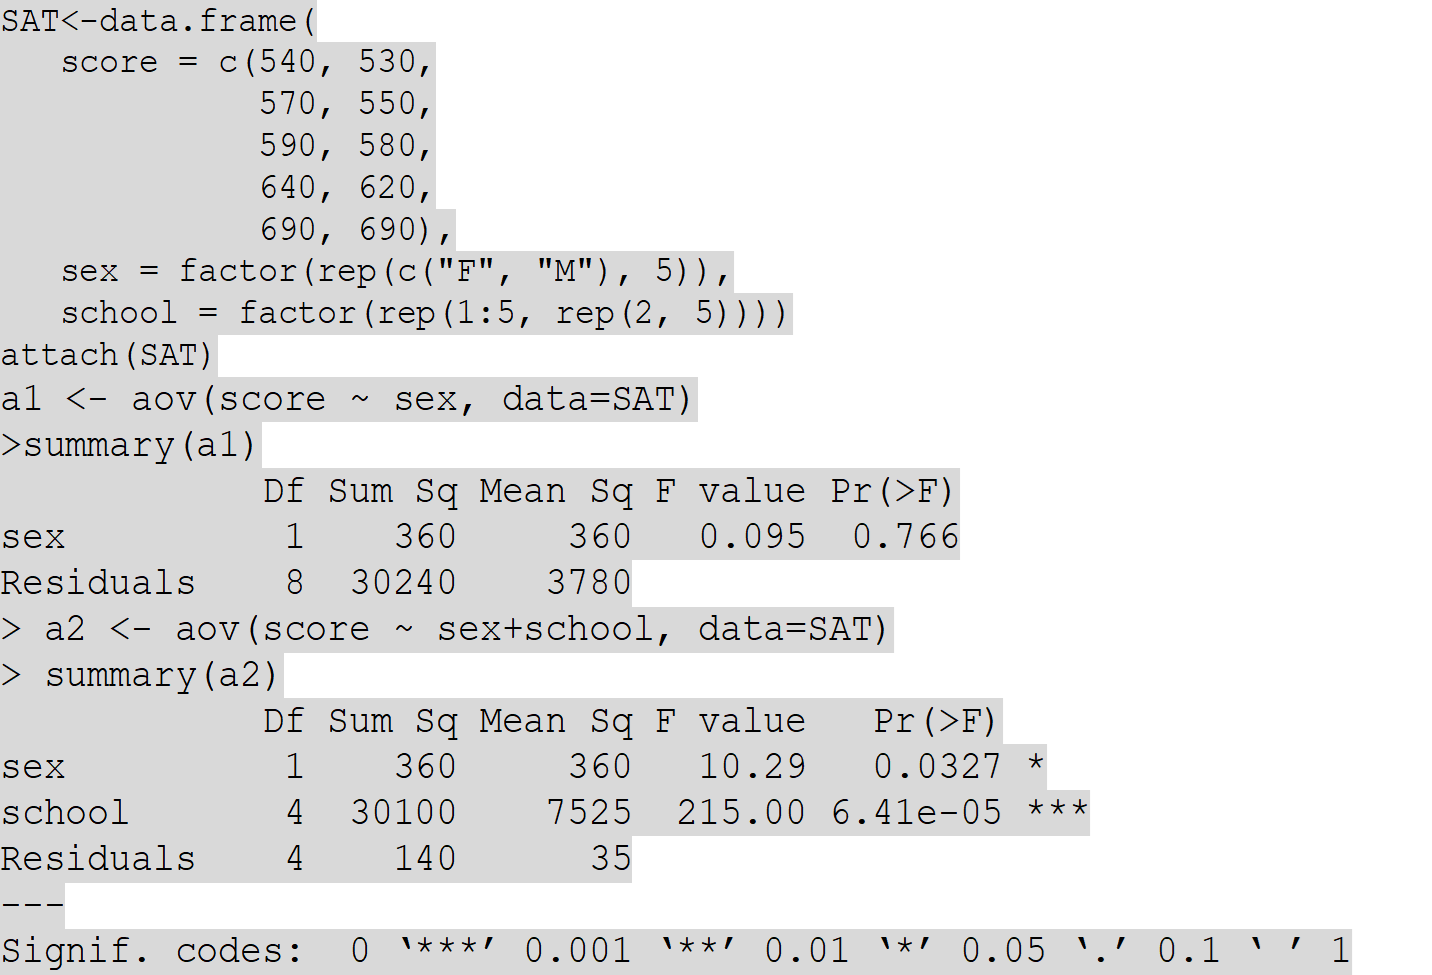 SAT<-data.frame(
   score = c(540, 530,
             570, 550,
             590, 580,
             640, 620,
             690, 690),
   sex = factor(rep(c("F", "M"), 5)),
   school = factor(rep(1:5, rep(2, 5))))
attach(SAT)
a1 <- aov(score ~ sex, data=SAT)
>summary(a1)
            Df Sum Sq Mean Sq F value Pr(>F)
sex          1    360     360   0.095  0.766
Residuals    8  30240    3780
> a2 <- aov(score ~ sex+school, data=SAT)
> summary(a2)
            Df Sum Sq Mean Sq F value   Pr(>F)
sex          1    360     360   10.29   0.0327 *
school       4  30100    7525  215.00 6.41e-05 ***
Residuals    4    140      35
---
Signif. codes:  0 ‘***’ 0.001 ‘**’ 0.01 ‘*’ 0.05 ‘.’ 0.1 ‘ ’ 1